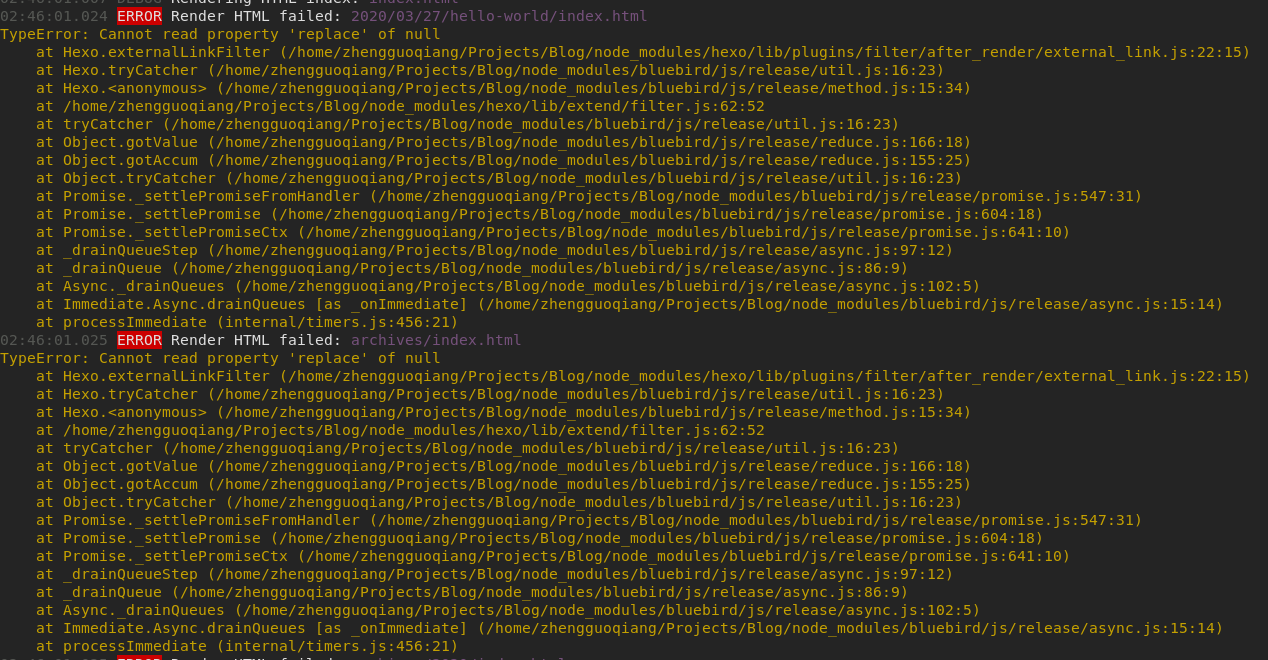 Rendering HTML index: index.html
02:46:01.024 ERROR Render HTML failed: 2020/03/27/hello-world/index.html
TypeError: Cannot read property 'replace' of null
    at Hexo.externalLinkFilter (/home/zhengguoqiang/Projects/Blog/node_modules/hexo/lib/plugins/filter/after_render/external_link.js:22:15)
    at Hexo.tryCatcher (/home/zhengguoqiang/Projects/Blog/node_modules/bluebird/js/release/util.js:16:23)
    at Hexo.<anonymous> (/home/zhengguoqiang/Projects/Blog/node_modules/bluebird/js/release/method.js:15:34)
    at /home/zhengguoqiang/Projects/Blog/node_modules/hexo/lib/extend/filter.js:62:52
    at tryCatcher (/home/zhengguoqiang/Projects/Blog/node_modules/bluebird/js/release/util.js:16:23)
    at Object.gotValue (/home/zhengguoqiang/Projects/Blog/node_modules/bluebird/js/release/reduce.js:166:18)
    at Object.gotAccum (/home/zhengguoqiang/Projects/Blog/node_modules/bluebird/js/release/reduce.js:155:25)
    at Object.tryCatcher (/home/zhengguoqiang/Projects/Blog/node_modules/bluebird/js/release/util.js:16:23)
    at Promise._settlePromiseFromHandler (/home/zhengguoqiang/Projects/Blog/node_modules/bluebird/js/release/promise.js:547:31)
    at Promise._settlePromise (/home/zhengguoqiang/Projects/Blog/node_modules/bluebird/js/release/promise.js:604:18)
    at Promise._settlePromiseCtx (/home/zhengguoqiang/Projects/Blog/node_modules/bluebird/js/release/promise.js:641:10)
    at _drainQueueStep (/home/zhengguoqiang/Projects/Blog/node_modules/bluebird/js/release/async.js:97:12)
    at _drainQueue (/home/zhengguoqiang/Projects/Blog/node_modules/bluebird/js/release/async.js:86:9)
    at Async._drainQueues (/home/zhengguoqiang/Projects/Blog/node_modules/bluebird/js/release/async.js:102:5)
    at Immediate.Async.drainQueues [as _onImmediate] (/home/zhengguoqiang/Projects/Blog/node_modules/bluebird/js/release/async.js:15:14)
    at processImmediate (internal/timers.js:456:21)
02:46:01.025 ERROR Render HTML failed: archives/index.html
TypeError: Cannot read property 'replace' of null
    at Hexo.externalLinkFilter (/home/zhengguoqiang/Projects/Blog/node_modules/hexo/lib/plugins/filter/after_render/external_link.js:22:15)
    at Hexo.tryCatcher (/home/zhengguoqiang/Projects/Blog/node_modules/bluebird/js/release/util.js:16:23)
    at Hexo.<anonymous> (/home/zhengguoqiang/Projects/Blog/node_modules/bluebird/js/release/method.js:15:34)
    at /home/zhengguoqiang/Projects/Blog/node_modules/hexo/lib/extend/filter.js:62:52
    at tryCatcher (/home/zhengguoqiang/Projects/Blog/node_modules/bluebird/js/release/util.js:16:23)
    at Object.gotValue (/home/zhengguoqiang/Projects/Blog/node_modules/bluebird/js/release/reduce.js:166:18)
    at Object.gotAccum (/home/zhengguoqiang/Projects/Blog/node_modules/bluebird/js/release/reduce.js:155:25)
    at Object.tryCatcher (/home/zhengguoqiang/Projects/Blog/node_modules/bluebird/js/release/util.js:16:23)
    at Promise._settlePromiseFromHandler (/home/zhengguoqiang/Projects/Blog/node_modules/bluebird/js/release/promise.js:547:31)
    at Promise._settlePromise (/home/zhengguoqiang/Projects/Blog/node_modules/bluebird/js/release/promise.js:604:18)
    at Promise._settlePromiseCtx (/home/zhengguoqiang/Projects/Blog/node_modules/bluebird/js/release/promise.js:641:10)
    at _drainQueueStep (/home/zhengguoqiang/Projects/Blog/node_modules/bluebird/js/release/async.js:97:12)
    at _drainQueue (/home/zhengguoqiang/Projects/Blog/node_modules/bluebird/js/release/async.js:86:9)
    at Async._drainQueues (/home/zhengguoqiang/Projects/Blog/node_modules/bluebird/js/release/async.js:102:5)
    at Immediate.Async.drainQueues [as _onImmediate] (/home/zhengguoqiang/Projects/Blog/node_modules/bluebird/js/release/async.js:15:14)
    at processImmediate (internal/timers.js:456:21)